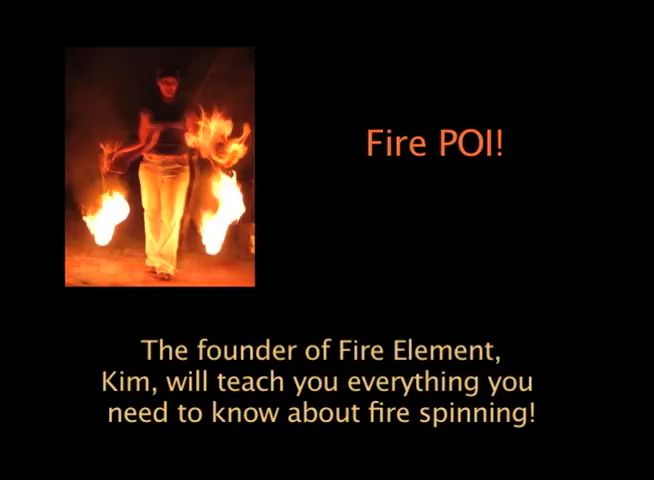 Fire POI!
The founder of Fire Element,
Kim, will teach you everything you
need to know about fire spinning!